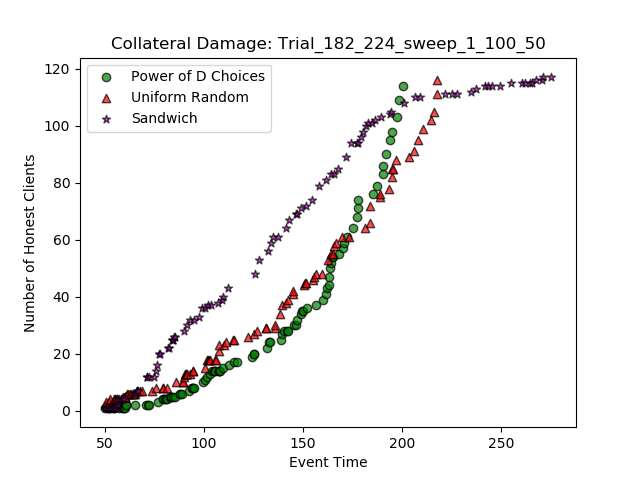 Collateral Damage: Trial_182_224_sweep_1_100_50
120
100
80
60
40
20
0
Number of Honest Clients
Power of D Choices
Uniform Random
Sandwich
50
100
150
200
250
Event Time